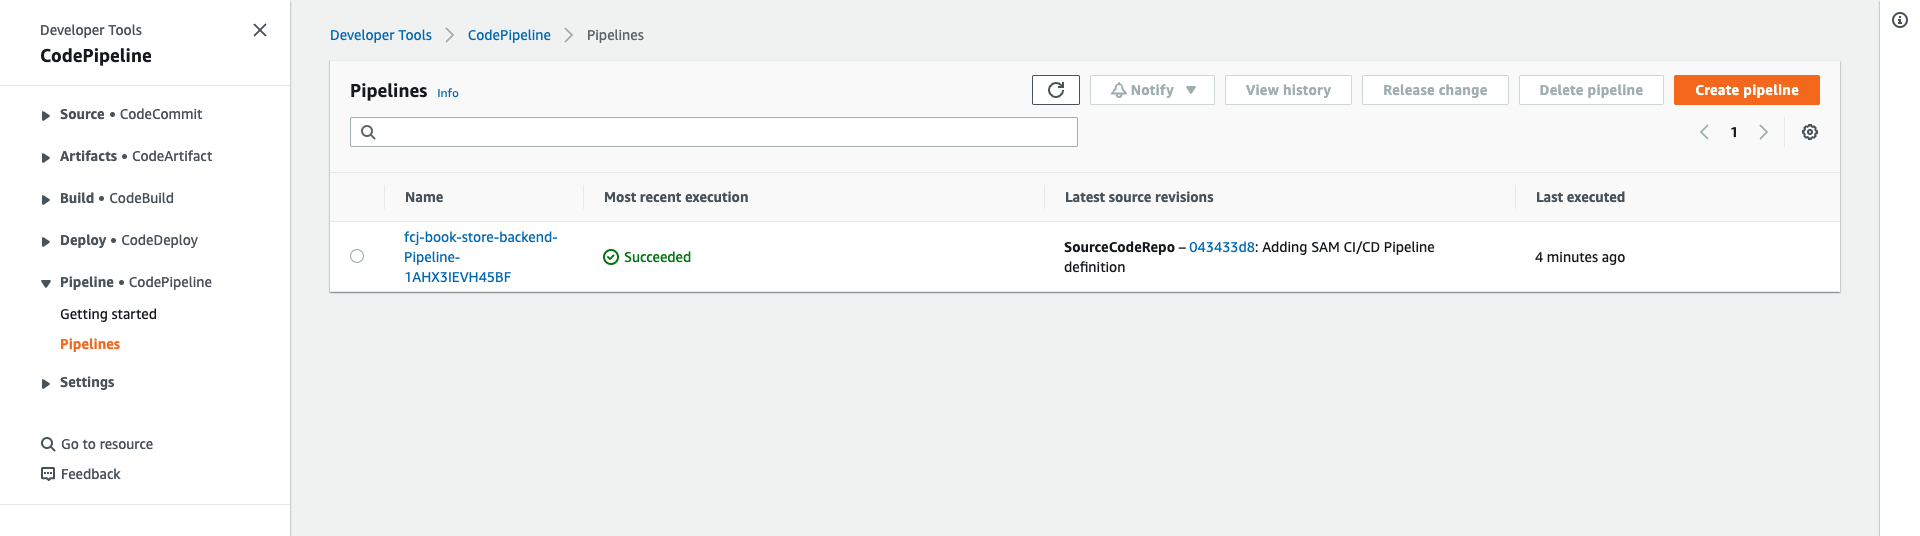 Developer Tools
CodePipeline
Source • CodeCommit
Artifacts • CodeArtifact
Build • CodeBuild
Deploy • CodeDeploy
Pipeline • CodePipeline
Getting started
Pipelines
Settings
Go to resource
Feedback
Developer Tools CodePipeline Pipelines
Pipelines Info
Notify View history Release change Delete pipeline Create pipeline
1
Name Most recent execution Latest source revisions Last executed
fcj-book-store-backend-
Pipeline-
1AHX3IEVH45BF
Succeeded
SourceCodeRepo – 043433d8: Adding SAM CI/CD Pipeline
definition
4 minutes ago